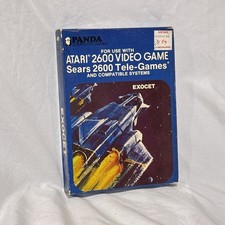 PANDA
FOR USE WITH
ATARI® 2600 VIDEO GAME
Sears 2600 Tele-Games®
AND COMPATIBLE SYSTEMS
EXOCET
EXOCET